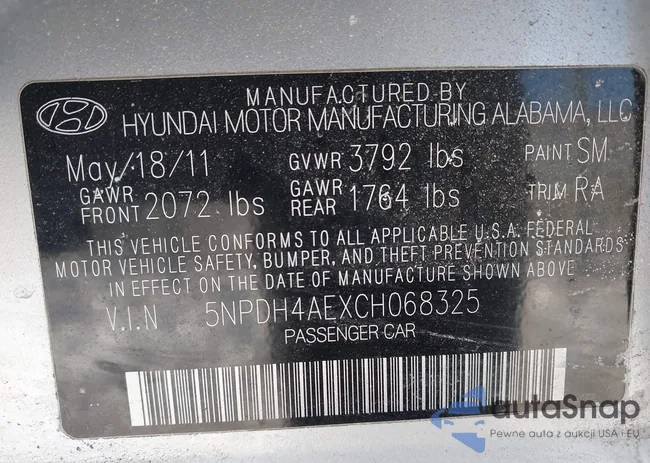 MANUFACTURED BY
HYUNDAI MOTOR MANUFACTURING ALABAMA, LLC
May/18/11 GVWR 3792 lbs PAINT SM
GAWR FRONT 2072 lbs GAWR REAR 1764 lbs TRIM RA
THIS VEHICLE CONFORMS TO ALL APPLICABLE U.S.A. FEDERAL
MOTOR VEHICLE SAFETY, BUMPER, AND THEFT PREVENTION STANDARDS
IN EFFECT ON THE DATE OF MANUFACTURE SHOWN ABOVE
V.I.N 5NPDH4AEXCH068325
PASSENGER CAR
autaSnap
Pewne auta z aukcji USA i EU